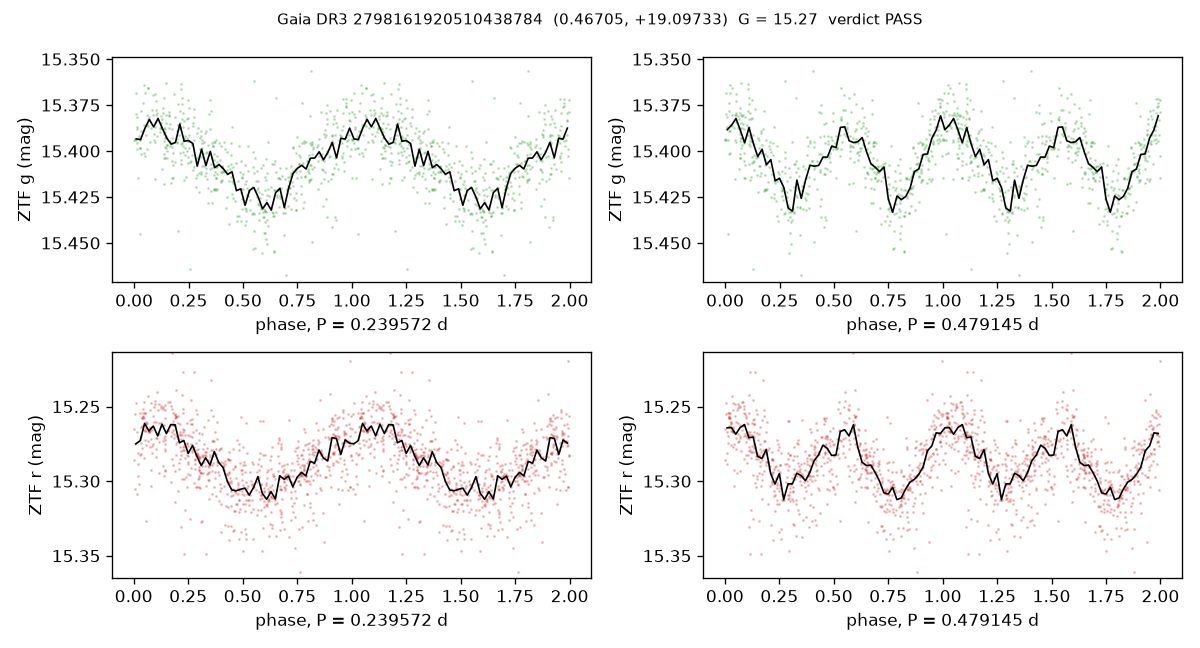 Gaia DR3 2798161920510438784 (0.46705, +19.09733) G = 15.27 verdict PASS
15.350
15.375
15.400
15.425
15.450
ZTF g (mag)
0.00 0.25 0.50 0.75 1.00 1.25 1.50 1.75 2.00
phase, P = 0.239572 d
15.350
15.375
15.400
15.425
15.450
ZTF g (mag)
0.00 0.25 0.50 0.75 1.00 1.25 1.50 1.75 2.00
phase, P = 0.479145 d
15.25
15.30
15.35
ZTF r (mag)
0.00 0.25 0.50 0.75 1.00 1.25 1.50 1.75 2.00
phase, P = 0.239572 d
15.25
15.30
15.35
ZTF r (mag)
0.00 0.25 0.50 0.75 1.00 1.25 1.50 1.75 2.00
phase, P = 0.479145 d